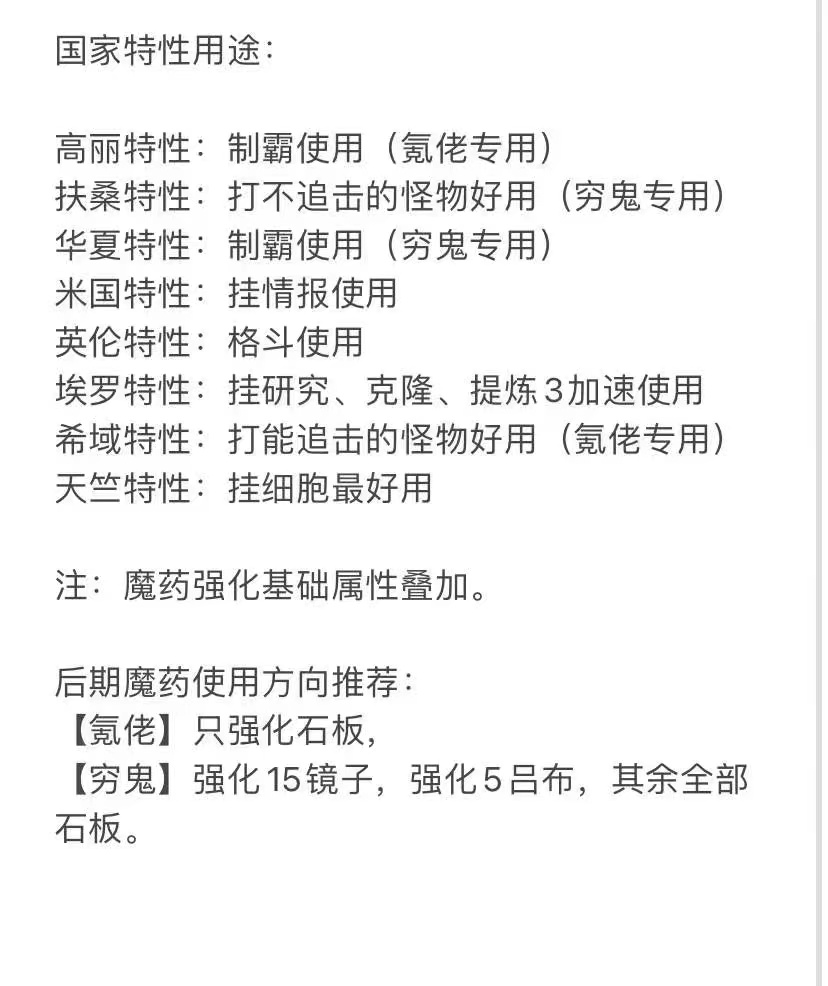 国家特性用途：
高丽特性：制霸使用（氪佬专用）
扶桑特性：打不追击的怪物好用（穷鬼专用）
华夏特性：制霸使用（穷鬼专用）
米国特性：挂情报使用
英伦特性：格斗使用
埃罗特性：挂研究、克隆、提炼3加速使用
希域特性：打能追击的怪物好用（氪佬专用）
天竺特性：挂细胞最好用
注：魔药强化基础属性叠加。
后期魔药使用方向推荐：
【氪佬】只强化石板，
【穷鬼】强化15镜子，强化5吕布，其余全部
石板。